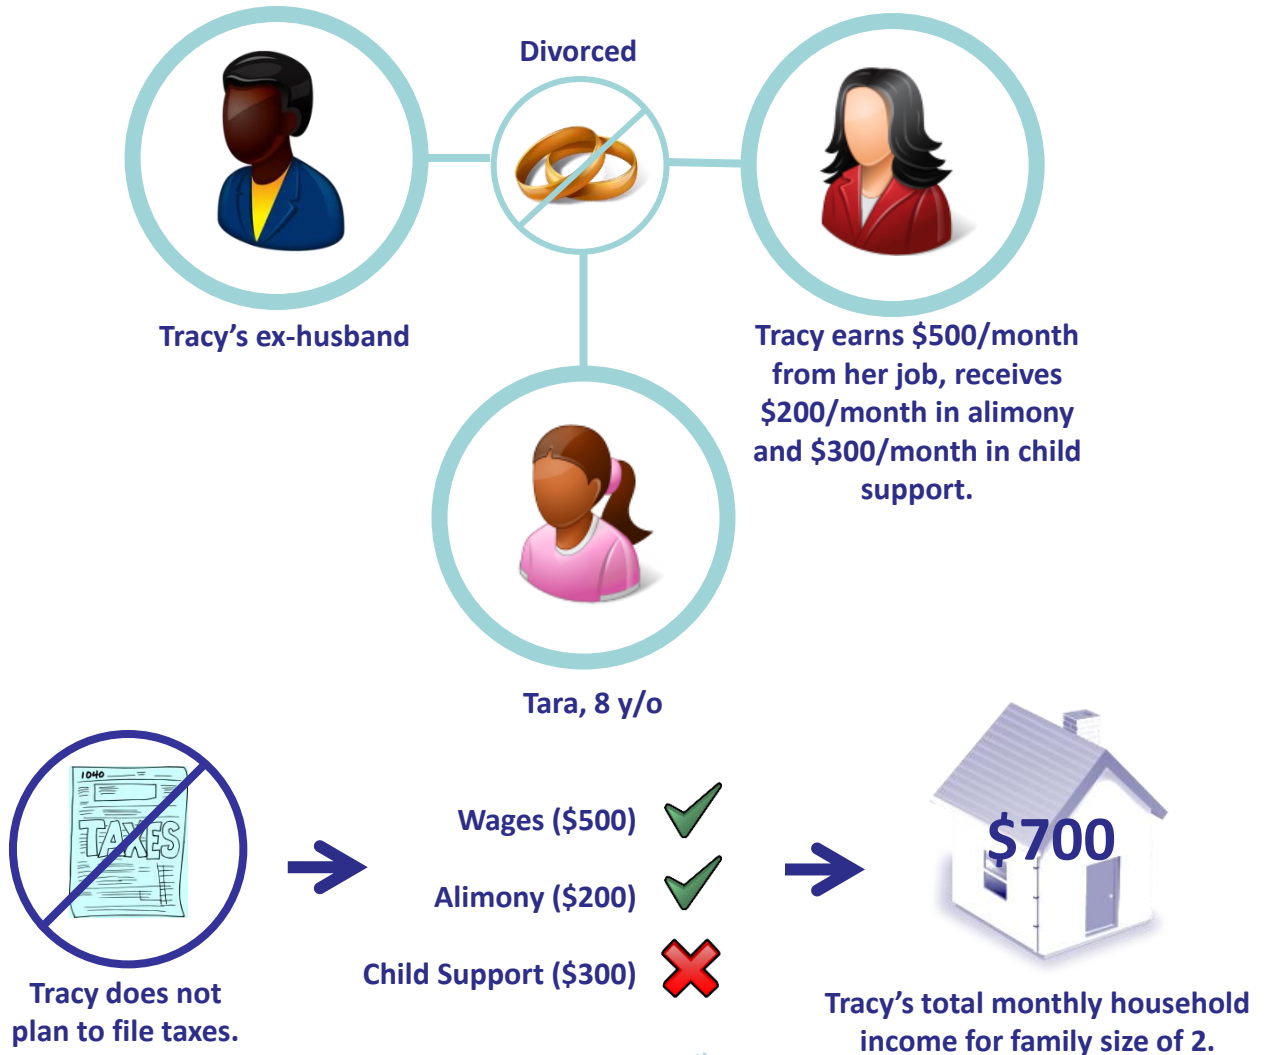 Divorced
Tracy's ex-husband
Tracy earns $500/month
from her job, receives
$200/month in alimony
and $300/month in child
support.
Tara, 8 y/o
1040
TAXES
Tracy does not
plan to file taxes.
Wages ($500)
Alimony ($200)
Child Support ($300)
$700
Tracy's total monthly household
income for family size of 2.